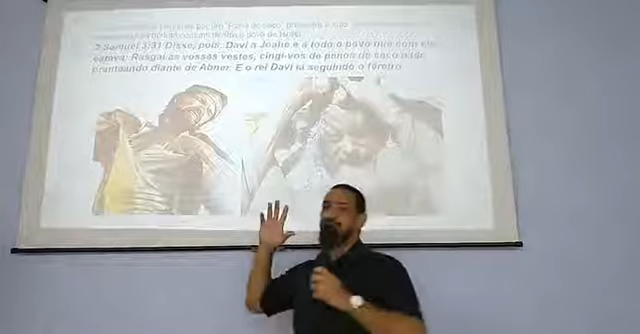 2 Samuel 3:31 Disse, pois, Davi a Joabe e a todo o povo que com ele
estava: Rasgai as vossas vestes, cingi-vos de panos de saco e ide
pranteando diante de Abner. E o rei Davi ia seguindo o féretro